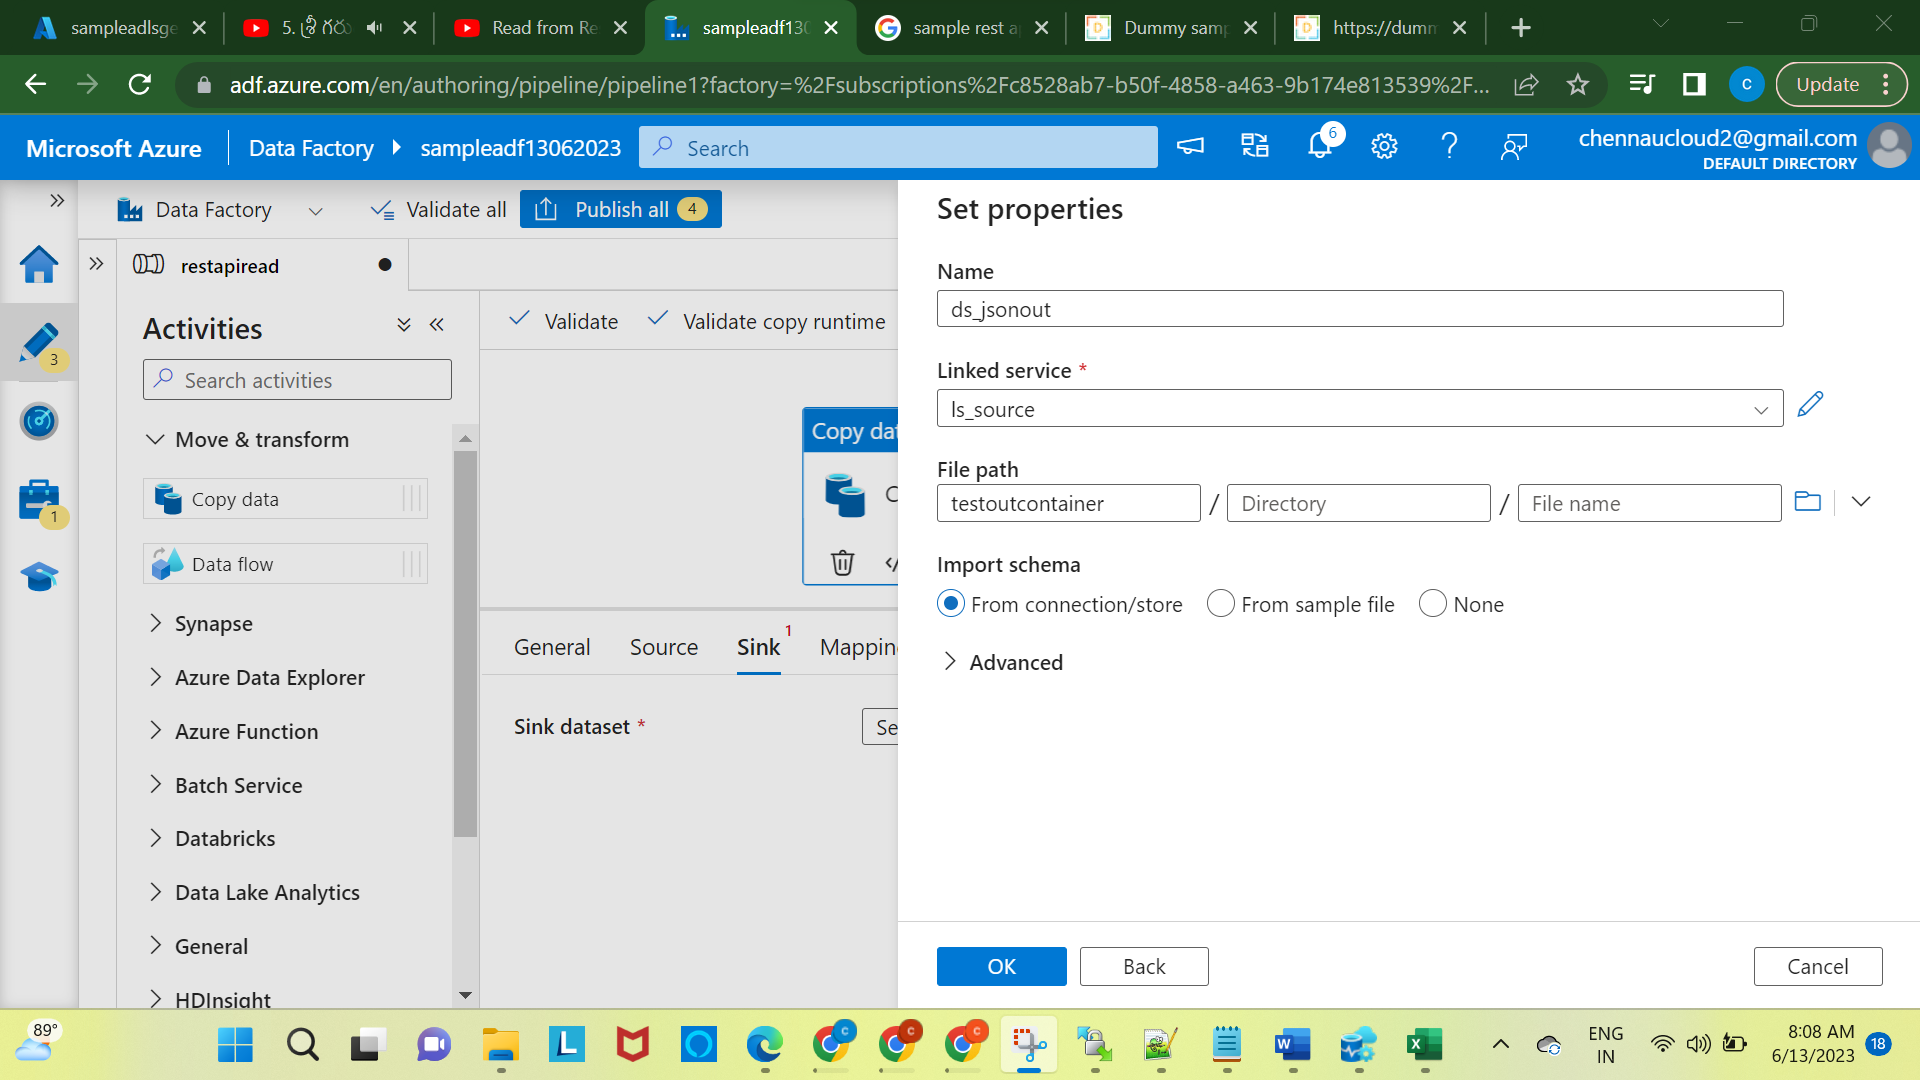 sampleadlsge
5. శ్రీ గురు
Read from Re
sampleadf130
sample rest a
Dummy samp
https://dumm
adf.azure.com/en/authoring/pipeline/pipeline1?factory=%2Fsubscriptions%2Fc8528ab7-b50f-4858-a463-9b174e813539%2F...
c
Update
Microsoft Azure
Data Factory
sampleadf13062023
Search
6
chennaucloud2@gmail.com
DEFAULT DIRECTORY
Data Factory
Validate all
Publish all
4
Set properties
restapiread
Name
ds_jsonout
Activities
Validate
Validate copy runtime
3
Search activities
Linked service *
ls_source
Move & transform
Copy dat
File path
testoutcontainer
/
Directory
/
File name
Copy data
C
1
Data flow
Import schema
From connection/store
From sample file
None
Synapse
General
Source
Sink
1
Mappin
Advanced
Azure Data Explorer
Azure Function
Sink dataset *
Se
Batch Service
Databricks
Data Lake Analytics
General
HDInsight
OK
Back
Cancel
89°
L
C
C
C
W
X
ENG
IN
8:08 AM
6/13/2023
18